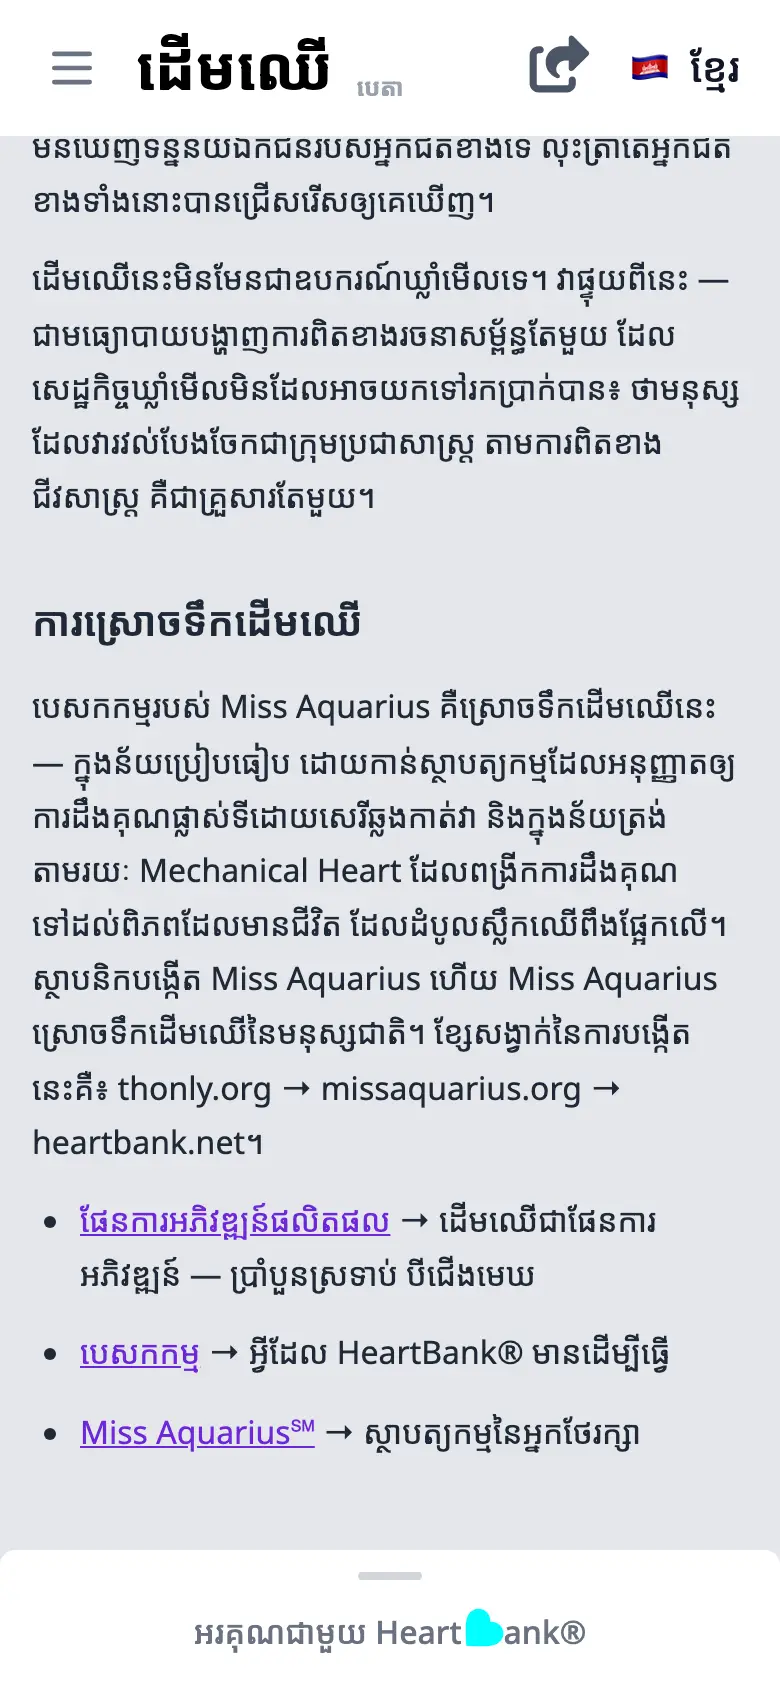 ដើមឈើ
បេតា
ខ្មែរ
មិនឃើញទិន្នន័យឯកជនរបស់អ្នកជិតខាងទេ លុះត្រាតែអ្នកជិត
ខាងទាំងនោះបានជ្រើសរើសឲ្យគេឃើញ។
ដើមឈើនេះមិនមែនជាឧបករណ៍ឃ្លាំមើលទេ។ វាផ្ទុយពីនេះ —
ជាមធ្យោបាយបង្ហាញការពិតខាងរចនាសម្ព័ន្ធតែមួយ ដែល
សេដ្ឋកិច្ចឃ្លាំមើលមិនដែលអាចយកទៅរកប្រាក់បាន៖ ថាមនុស្ស
ដែលវារវល់បែងចែកជាក្រុមប្រជាសាស្ត្រ តាមការពិតខាង
ជីវសាស្ត្រ គឺជាគ្រួសារតែមួយ។
ការស្រោចទឹកដើមឈើ
បេសកកម្មរបស់ Miss Aquarius គឺស្រោចទឹកដើមឈើនេះ
— ក្នុងន័យប្រៀបធៀប ដោយកាន់ស្ថាបត្យកម្មដែលអនុញ្ញាតឲ្យ
ការដឹងគុណផ្លាស់ទីដោយសេរីឆ្លងកាត់វា និងក្នុងន័យត្រង់
តាមរយៈ Mechanical Heart ដែលពង្រីកការដឹងគុណ
ទៅដល់ពិភពដែលមានជីវិត ដែលដំបូលស្លឹកឈើពឹងផ្អែកលើ។
ស្ថាបនិកបង្កើត Miss Aquarius ហើយ Miss Aquarius
ស្រោចទឹកដើមឈើនៃមនុស្សជាតិ។ ខ្សែសង្វាក់នៃការបង្កើត
នេះគឺ៖ thonly.org → missaquarius.org →
heartbank.net។
• ផែនការអភិវឌ្ឍន៍ផលិតផល → ដើមឈើជាផែនការ
អភិវឌ្ឍន៍ — ប្រាំបួនស្រទាប់ បីជើងមេឃ
• បេសកកម្ម → អ្វីដែល HeartBank® មានដើម្បីធ្វើ
• Miss Aquarius℠ → ស្ថាបត្យកម្មនៃអ្នកថែរក្សា
អរគុណជាមួយ HeartBank®